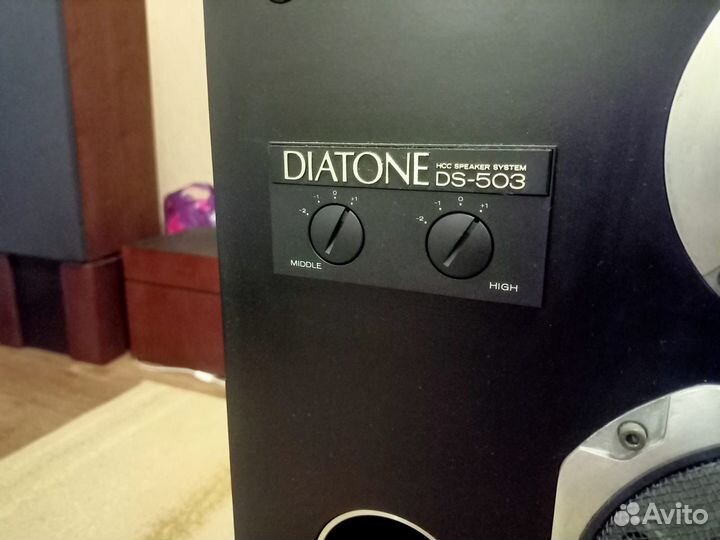 DIATONE HCC SPEAKER SYSTEM
DS-503
-2 -1 0 +1
-2 -1 0 +1
MIDDLE
HIGH
Avito